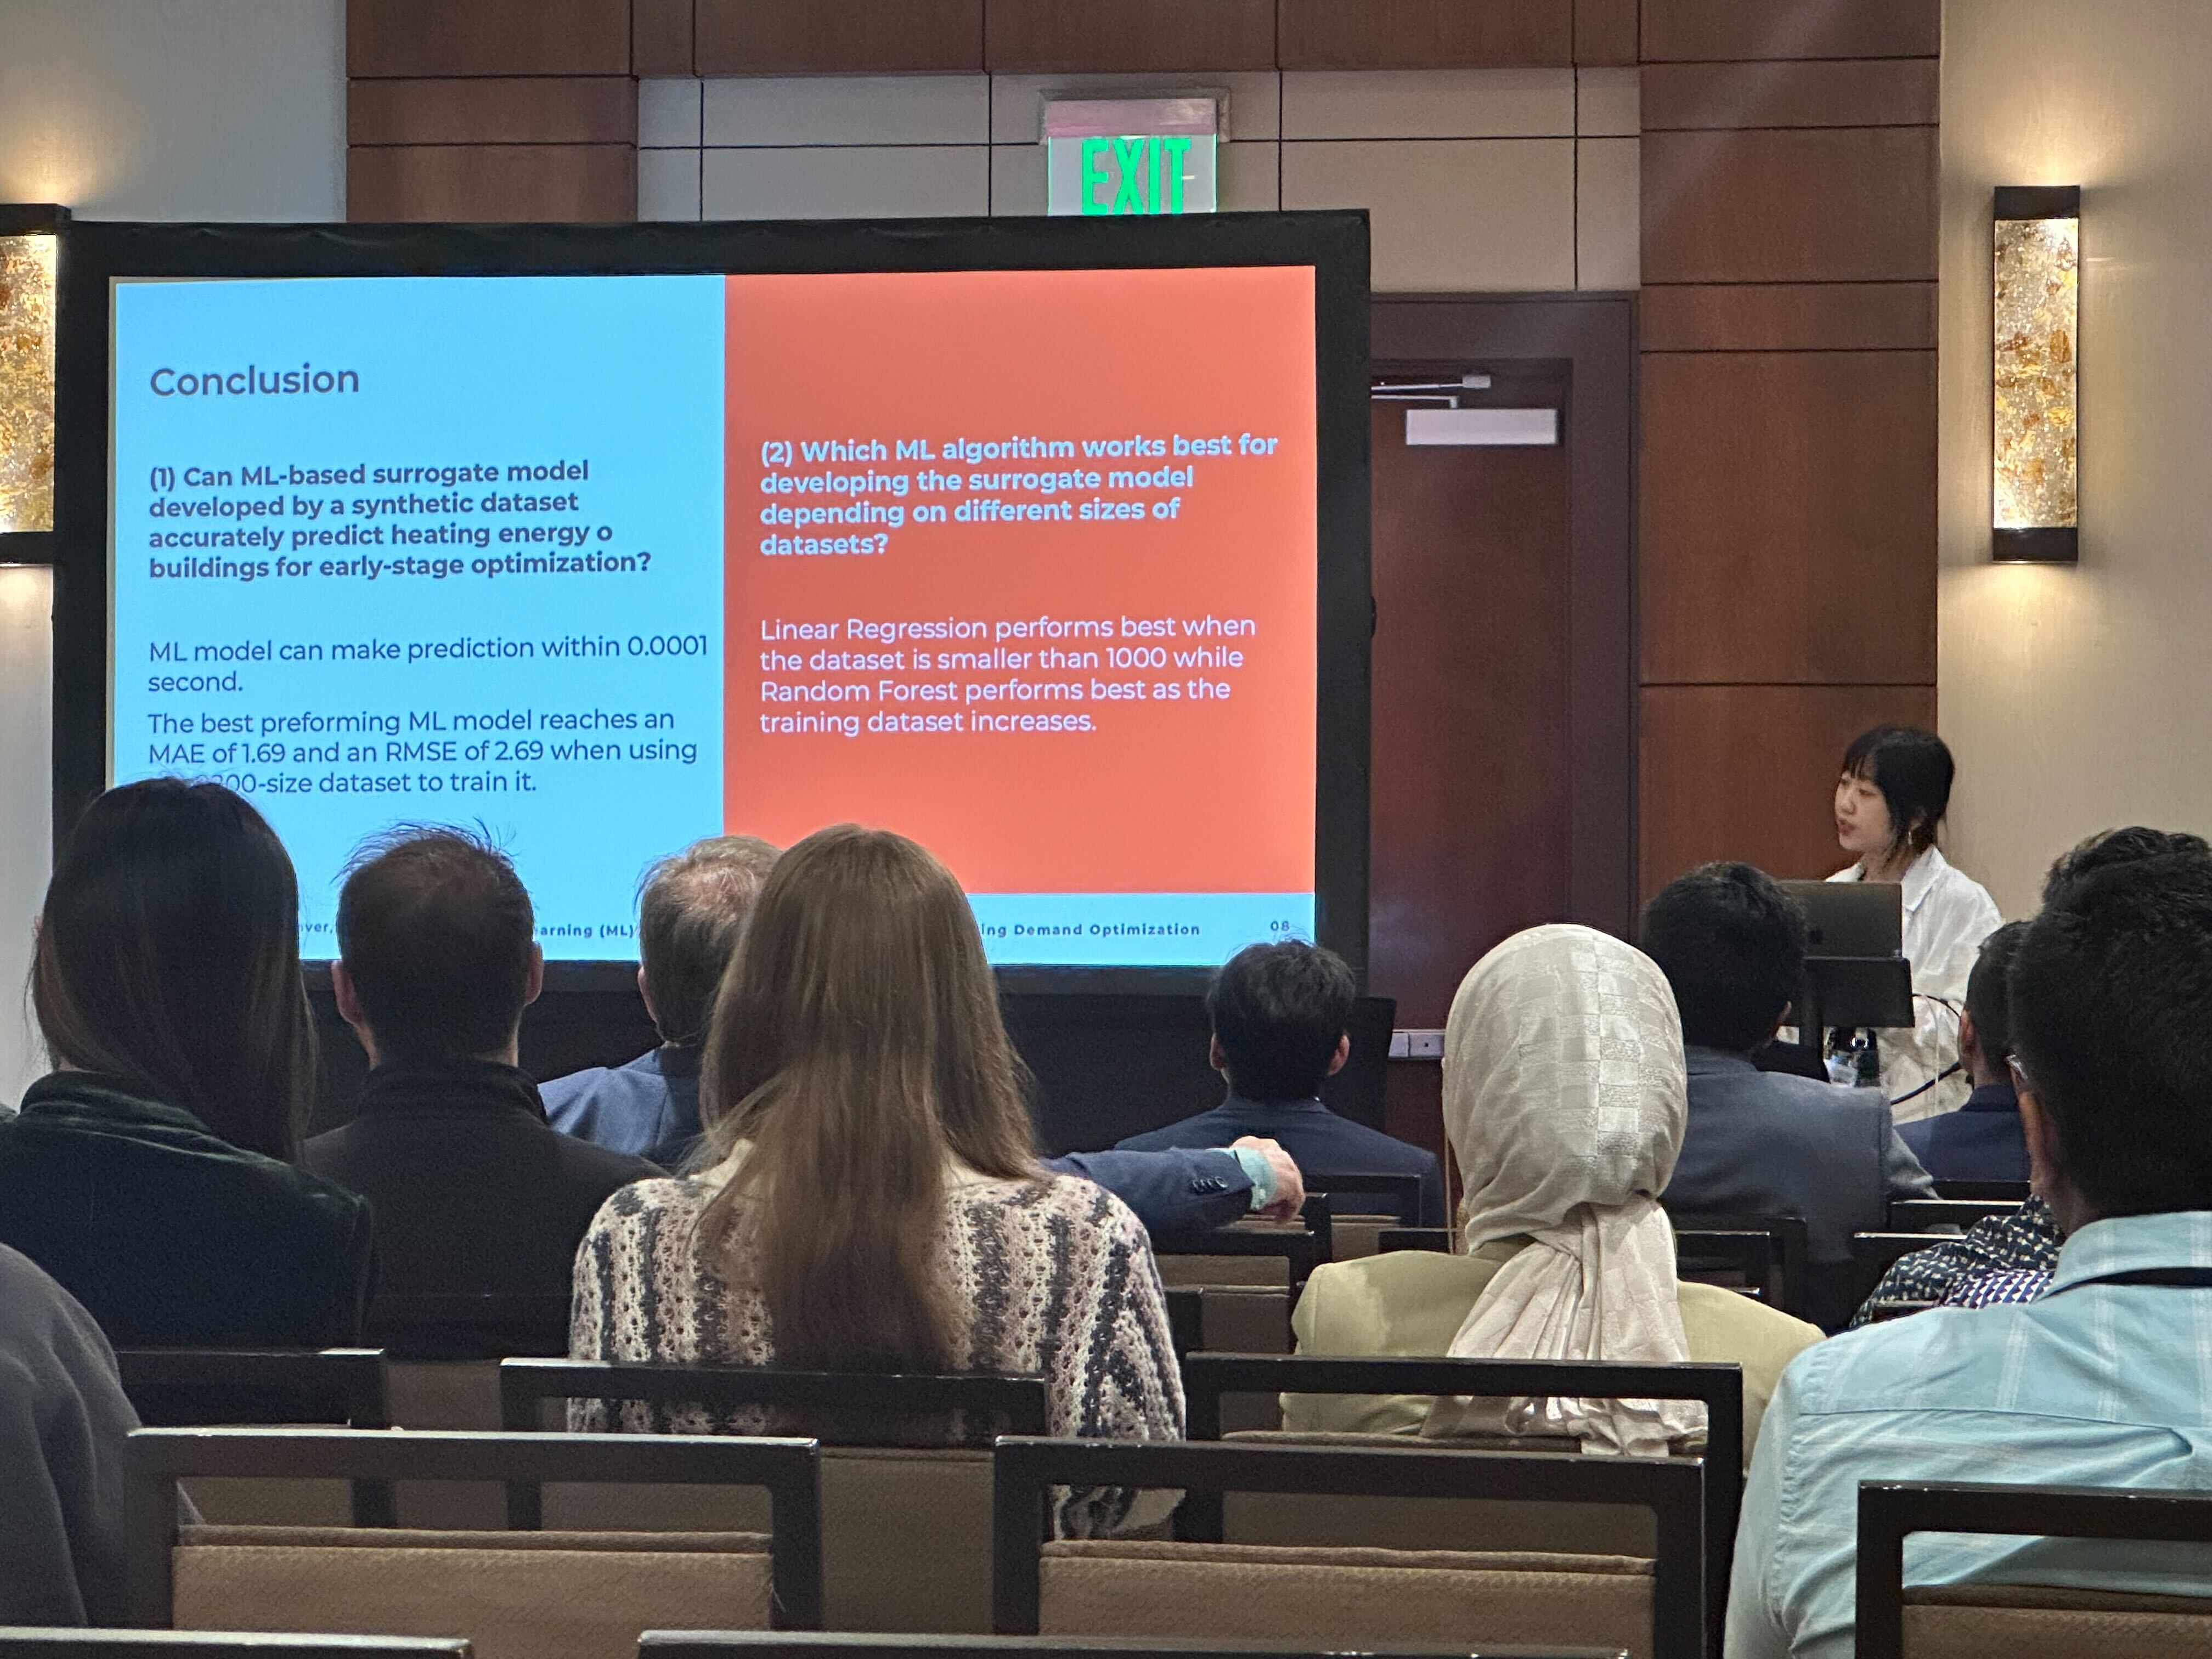 EXIT
Conclusion
(1) Can ML-based surrogate model
developed by a synthetic dataset
accurately predict heating energy o
buildings for early-stage optimization?
ML model can make prediction within 0.0001
second.
The best preforming ML model reaches an
MAE of 1.69 and an RMSE of 2.69 when using
-size dataset to train it.
(2) Which ML algorithm works best for
developing the surrogate model
depending on different sizes of
datasets?
Linear Regression performs best when
the dataset is smaller than 1000 while
Random Forest performs best as the
training dataset increases.
(ML)
Demand Optimization
08